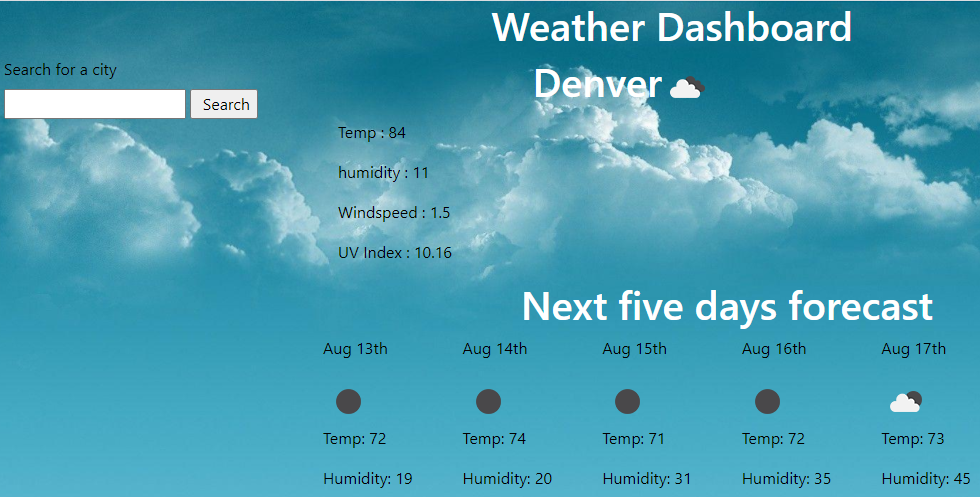 Weather Dashboard
Search for a city
Search
Denver
Temp : 84
humidity : 11
Windspeed : 1.5
UV Index : 10.16
Next five days forecast
Aug 13th Aug 14th Aug 15th Aug 16th Aug 17th
Temp: 72 Temp: 74 Temp: 71 Temp: 72 Temp: 73
Humidity: 19 Humidity: 20 Humidity: 31 Humidity: 35 Humidity: 45